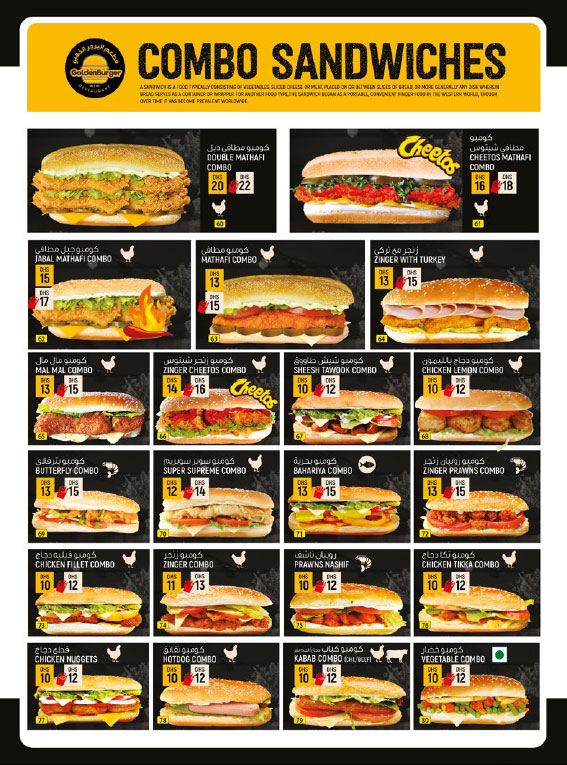 مطاعم البرجر الذهبي
GoldenBurger
RESTAURANT
COMBO SANDWICHES
A SANDWICH IS A FOOD TYPICALLY CONSISTING OF VEGETABLES, SLICED CHEESE OR MEAT, PLACED ON OR BETWEEN SLICES OF BREAD, OR MORE GENERALLY ANY DISH WHEREIN
BREAD SERVES AS A CONTAINER OR WRAPPER FOR ANOTHER FOOD TYPE.THE SANDWICH BEGAN AS A PORTABLE, CONVENIENT FINGER FOOD IN THE WESTERN WORLD, THOUGH
OVER TIME IT HAS BECOME PREVALENT WORLDWIDE.
كومبو مطافي دبل
DOUBLE MATHAFI
COMBO
DHS 20 DHS 22
60
Cheetos
كومبو
مطافي شيتوس
CHEETOS MATHAFI
COMBO
DHS 16 DHS 18
61
كومبو جبل مطافي
JABAL MATHAFI COMBO
DHS 15
DHS 17
62
كومبو مطافي
MATHAFI COMBO
DHS 13
DHS 15
63
زنجر مع تركي
ZINGER WITH TURKEY
DHS 13 DHS 15
64
كومبو مال مال
MAL MAL COMBO
DHS 13 DHS 15
65
كومبو زنجر شيتوس
ZINGER CHEETOS COMBO
DHS 14 DHS 16
Cheetos
66
كومبو شيش طاووق
SHEESH TAWOOK COMBO
DHS 10 DHS 12
67
كومبو دجاج بالليمون
CHICKEN LEMON COMBO
DHS 10 DHS 12
68
كومبو بترفلاي
BUTTERFLY COMBO
DHS 13 DHS 15
69
كومبو سوبر سوبريم
SUPER SUPREME COMBO
DHS 12 DHS 14
70
كومبو بحرية
BAHARIYA COMBO
DHS 13 DHS 15
71
كومبو روبيان زنجر
ZINGER PRAWNS COMBO
DHS 13 DHS 15
72
كومبو فيليه دجاج
CHICKEN FILLET COMBO
DHS 10 DHS 12
73
كومبو زنجر
ZINGER COMBO
DHS 11 DHS 13
74
روبيان ناشف
PRAWNS NASHIF
DHS 10 DHS 12
75
كومبو تكا دجاج
CHICKEN TIKKA COMBO
DHS 10 DHS 12
76
قطع دجاج
CHICKEN NUGGETS
DHS 10 DHS 12
77
كومبو نقانق
HOTDOG COMBO
DHS 10 DHS 12
78
كومبو كباب
KABAB COMBO (CHI./BEEF)
DHS 10 DHS 12
79
كومبو خضار
VEGETABLE COMBO
DHS 10 DHS 12
80